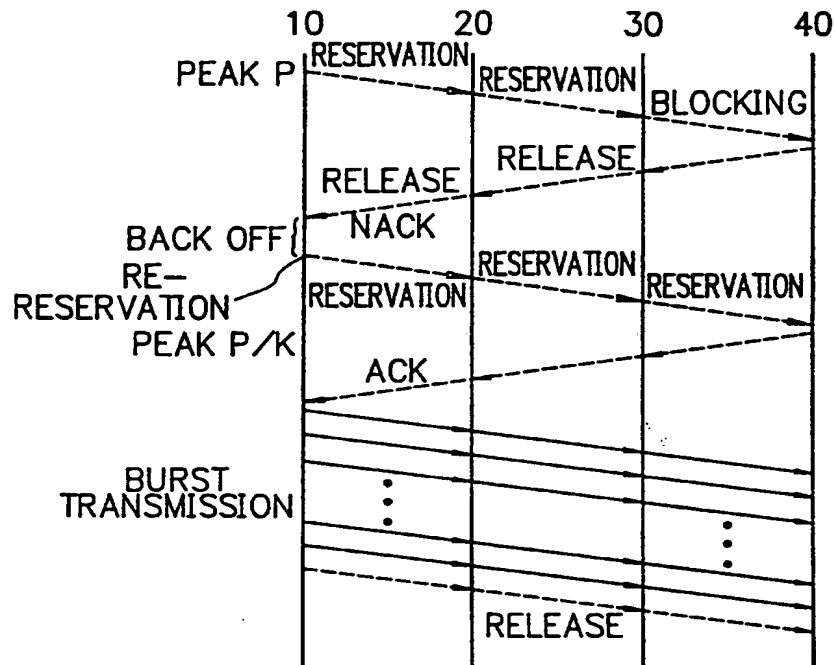 10 20 30 40
RESERVATION
PEAK P
RESERVATION
BLOCKING
RELEASE
RELEASE
NACK
BACK OFF
RE-
RESERVATION
RESERVATION
RESERVATION
RESERVATION
PEAK P/K
ACK
BURST
TRANSMISSION
RELEASE